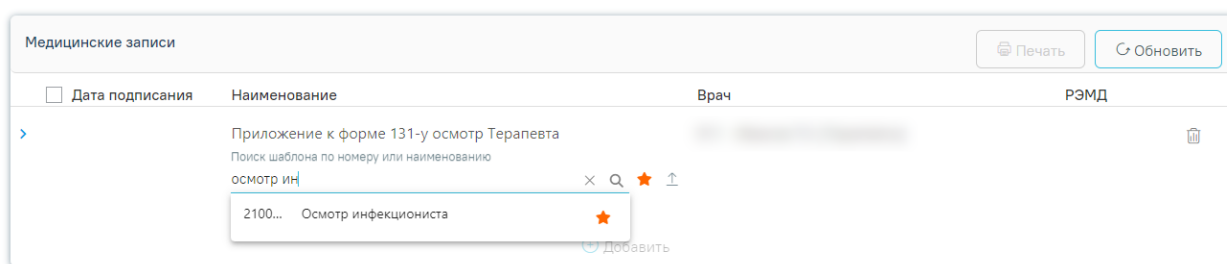 Медицинские записи
Печать
Обновить
Дата подписания Наименование Врач РЭМД
Приложение к форме 131-у осмотр Терапевта
Поиск шаблона по номеру или наименованию
осмотр ин
2100... Осмотр инфекциониста
Добавить